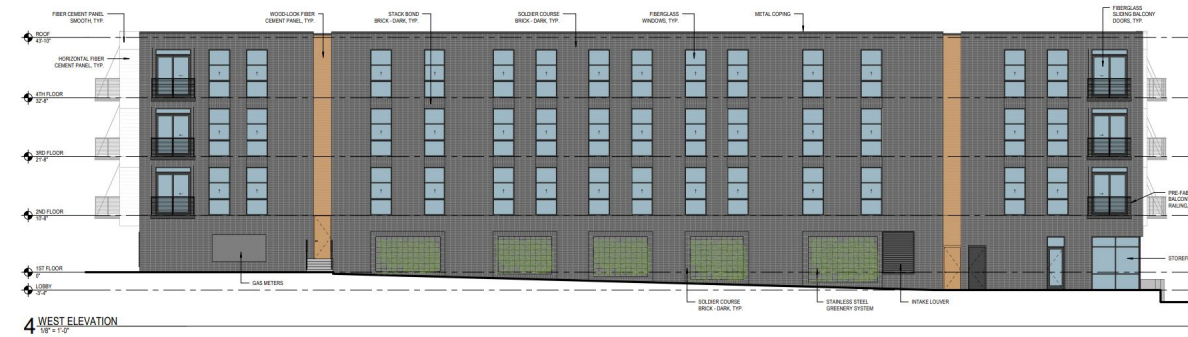 FIBER CEMENT PANEL
SMOOTH, TYP.
WOOD-LOOK FIBER
CEMENT PANEL, TYP.
STACK BOND
BRICK - DARK, TYP.
SOLDIER COURSE
BRICK - DARK, TYP.
FIBERGLASS
WINDOWS, TYP.
METAL COPING
FIBERGLASS
SLIDING BALCONY
DOORS, TYP.
ROOF
43'-10"
HORIZONTAL FIBER
CEMENT PANEL, TYP.
4TH FLOOR
32'-8"
3RD FLOOR
21'-8"
PRE-FAB
BALCON
RAILING,
2ND FLOOR
10'-8"
1ST FLOOR
0"
LOBBY
-3'-4"
GAS METERS
STOREF
SOLDIER COURSE
BRICK - DARK, TYP.
STAINLESS STEEL
GREENERY SYSTEM
INTAKE LOUVER
4 WEST ELEVATION
1/8" = 1'-0"